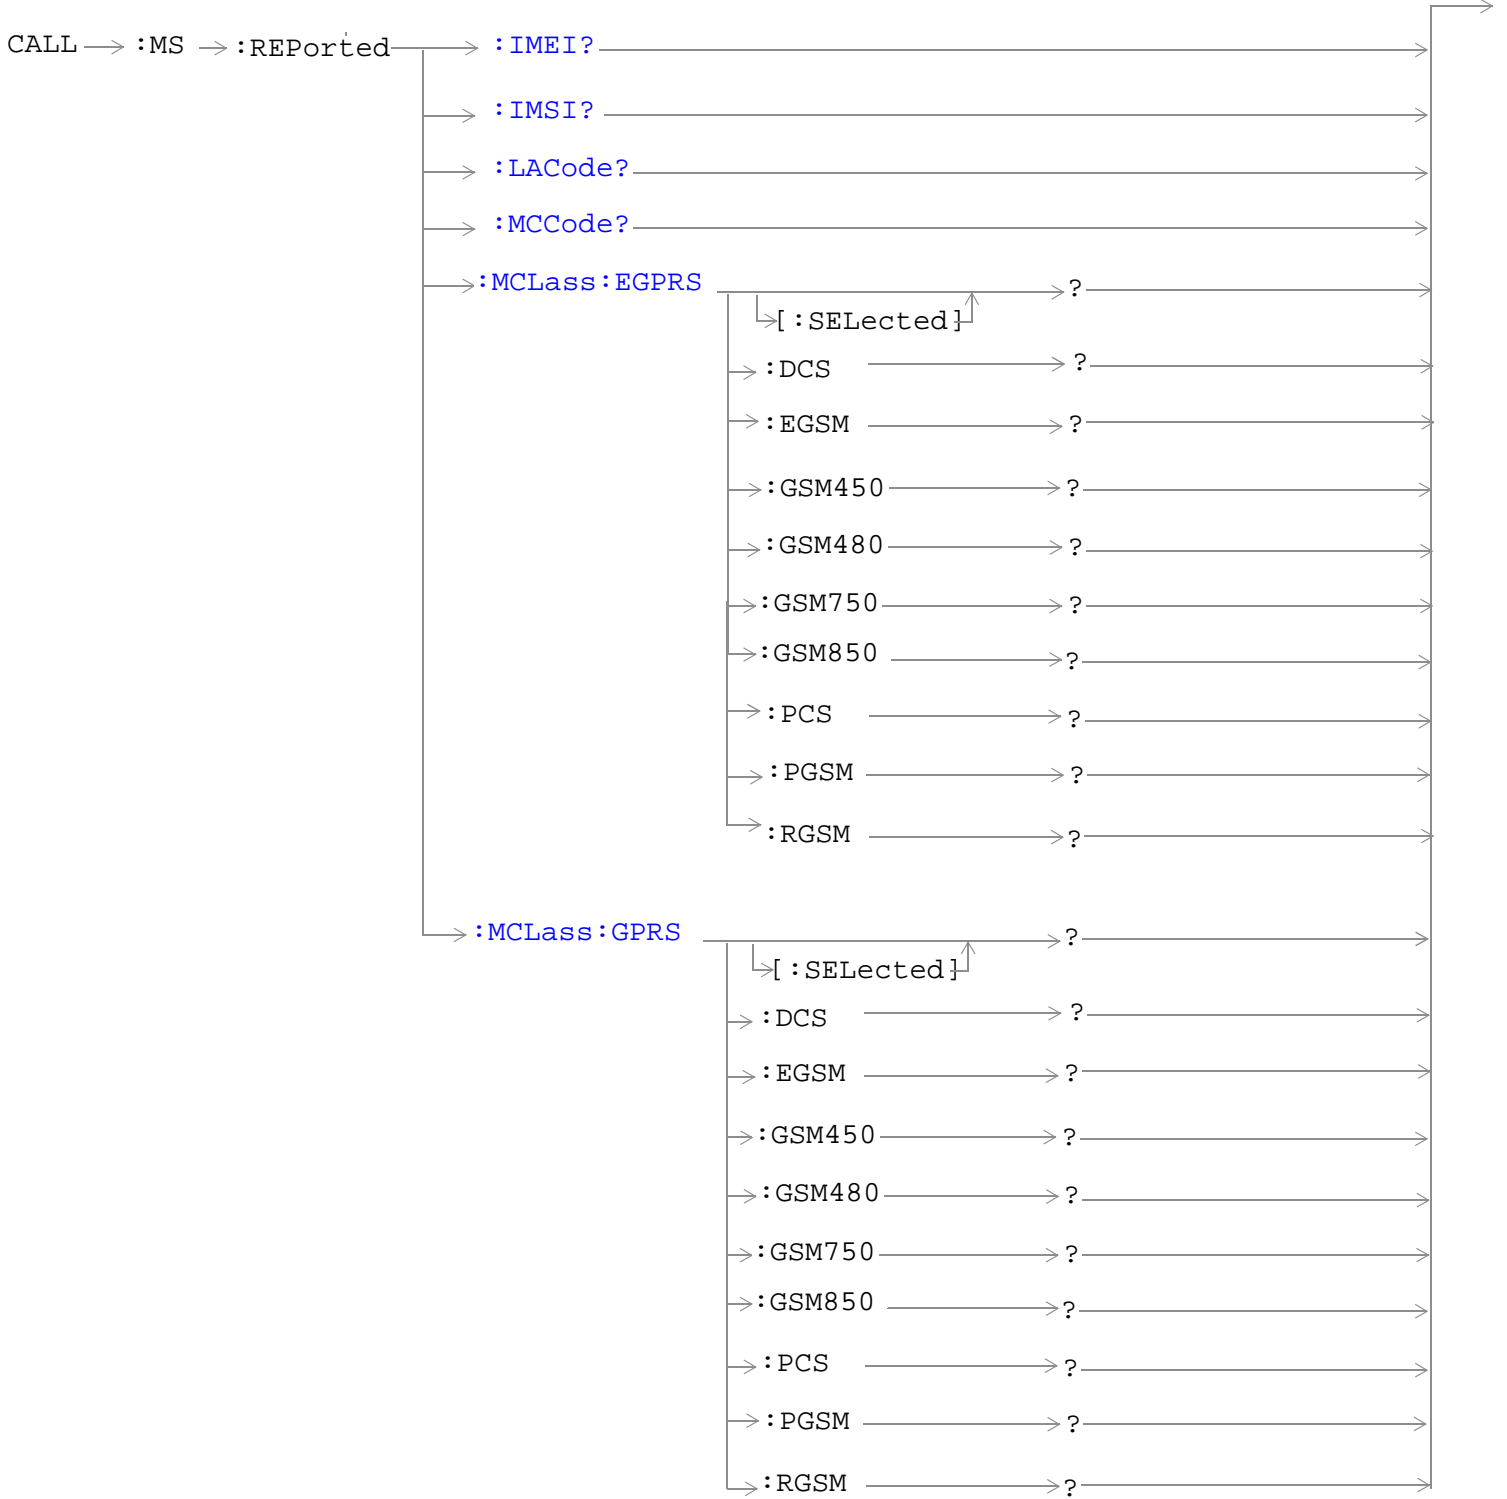 CALL :MS :REPorted :IMEI?
:IMSI?
:LACode?
:MCCode?
:MCLass:EGPRS ?
[:SELected]
:DCS ?
:EGSM ?
:GSM450 ?
:GSM480 ?
:GSM750 ?
:GSM850 ?
:PCS ?
:PGSM ?
:RGSM ?
:MCLass:GPRS ?
[:SELected]
:DCS ?
:EGSM ?
:GSM450 ?
:GSM480 ?
:GSM750 ?
:GSM850 ?
:PCS ?
:PGSM ?
:RGSM ?